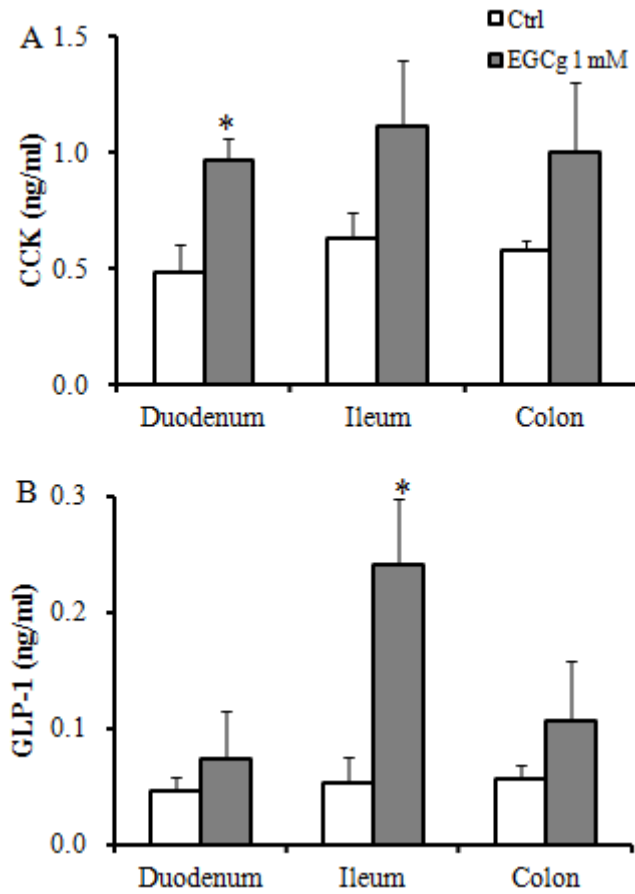 A
Ctrl
EGCg 1 mM
CCK (ng/ml)
1.5
1.0
0.5
0.0
*
Duodenum Ileum Colon
B
GLP-1 (ng/ml)
0.3
0.2
0.1
0.0
*
Duodenum Ileum Colon